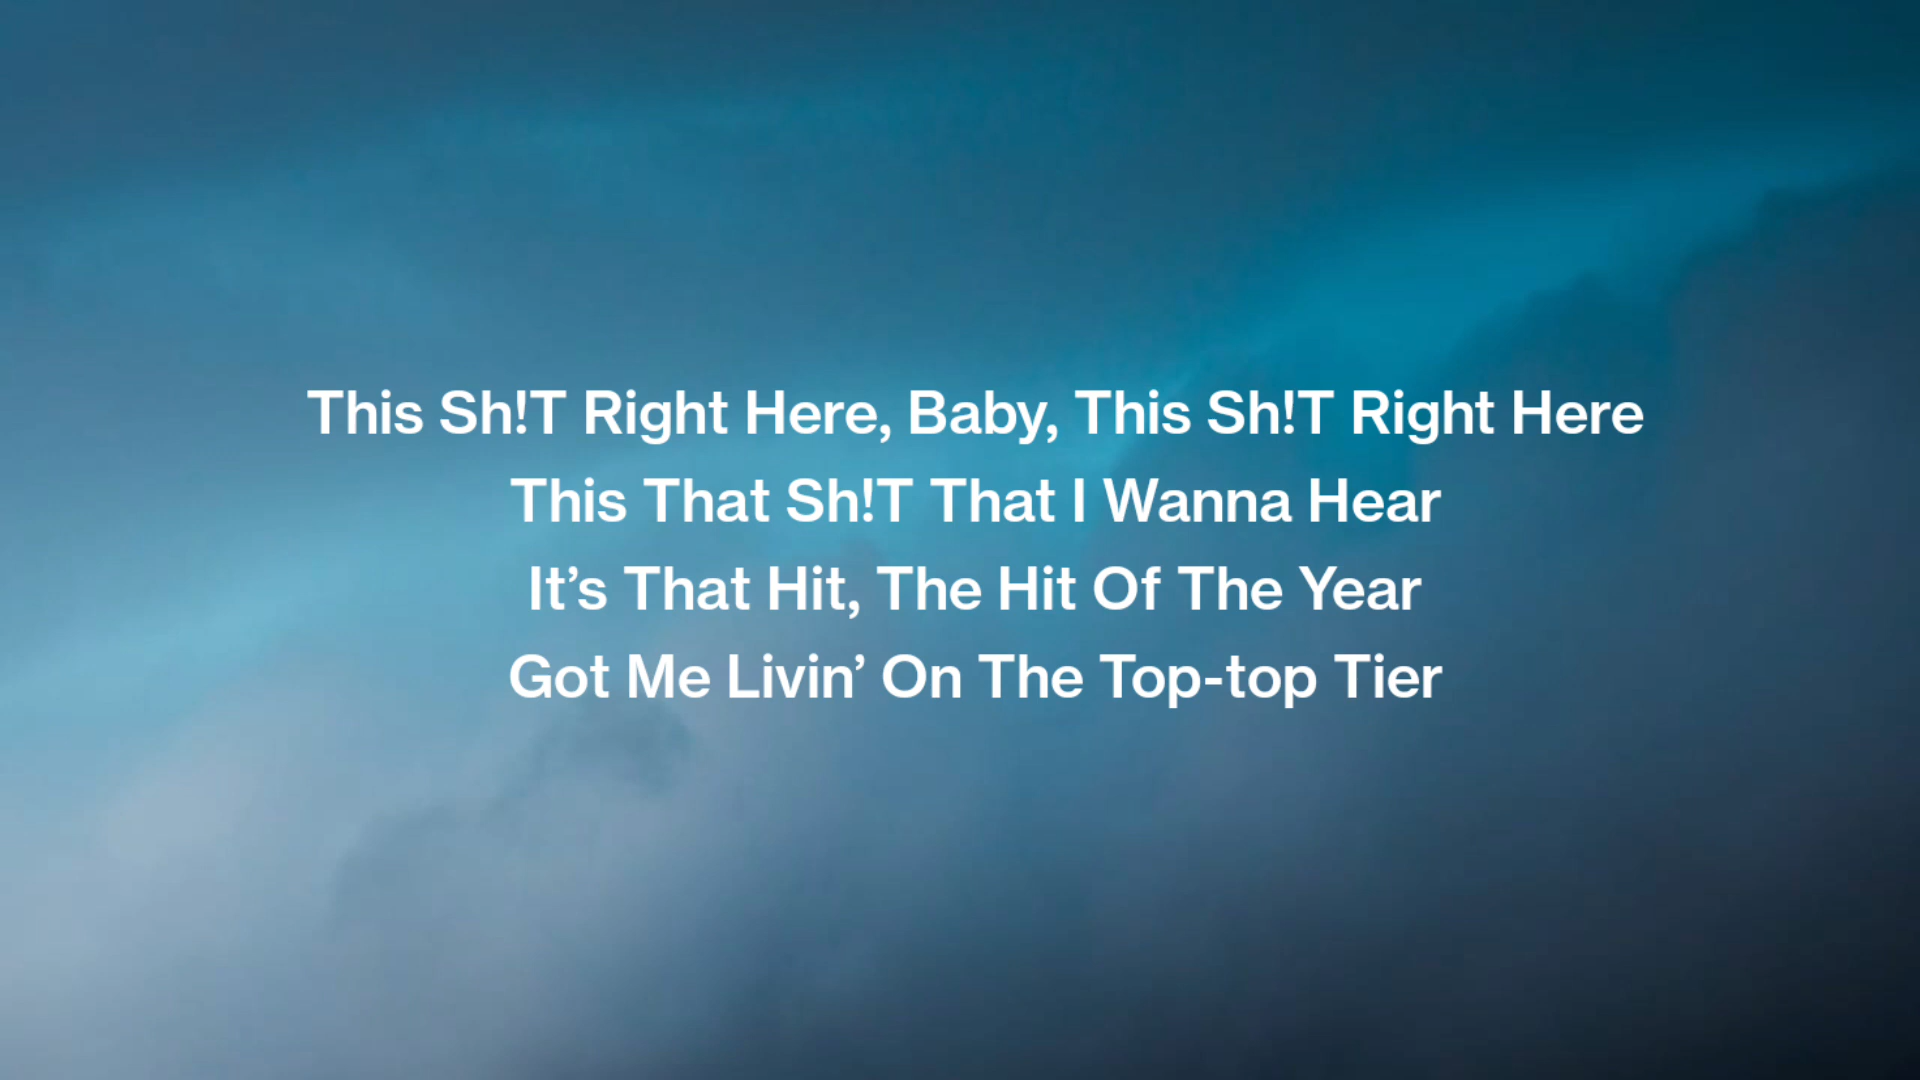 This Sh!T Right Here, Baby, This Sh!T Right Here
This That Sh!T That I Wanna Hear
It’s That Hit, The Hit Of The Year
Got Me Livin’ On The Top-top Tier